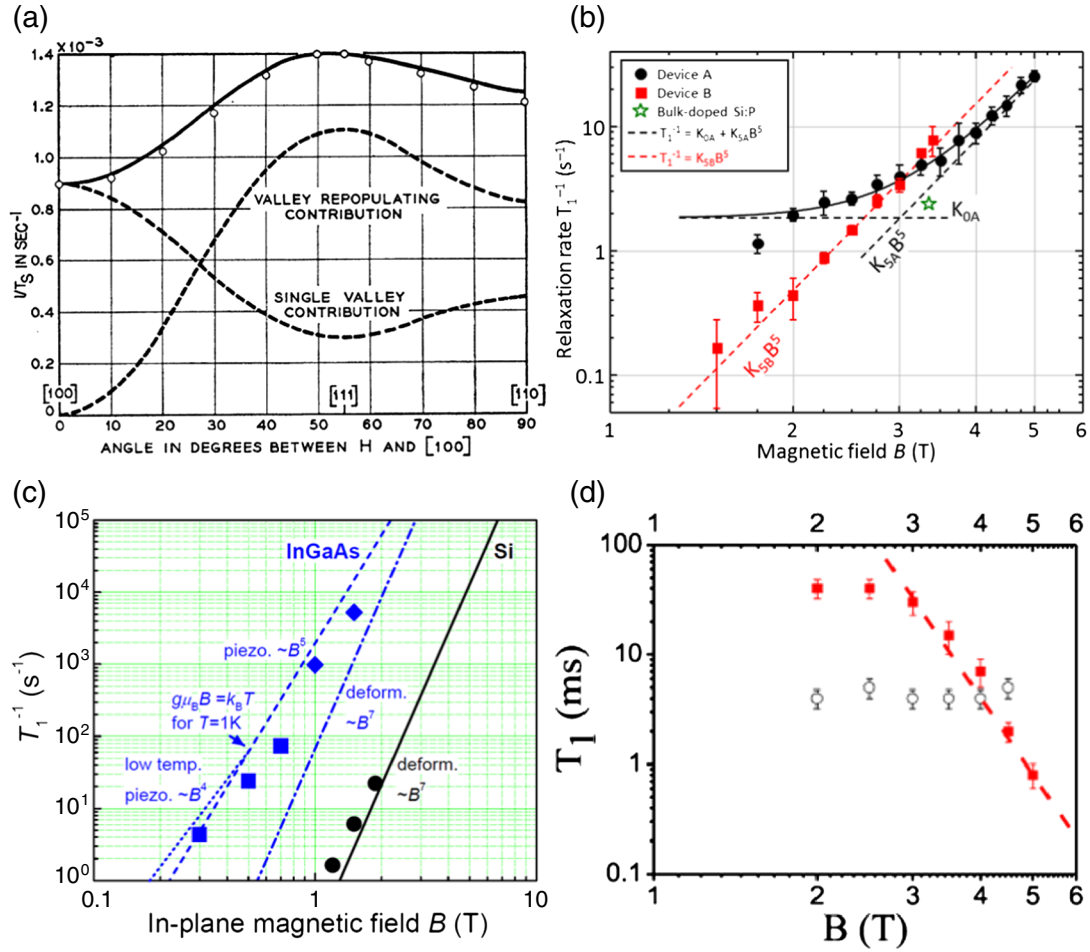 (a)
×10⁻³
1.4
1.2
1.0
0.8
0.6
0.4
0.2
0
I/Tₛ IN SEC⁻¹
VALLEY REPOPULATING
CONTRIBUTION
SINGLE VALLEY
CONTRIBUTION
[100]
[111]
[110]
0 10 20 30 40 50 60 70 80 90
ANGLE IN DEGREES BETWEEN H AND [100]
(b)
Device A
Device B
Bulk-doped Si:P
T₁⁻¹ = K₀A + K₅AB⁵
T₁⁻¹ = K₅BB⁵
10
1
0.1
Relaxation rate T₁⁻¹ (s⁻¹)
K₀A
K₅AB⁵
K₅BB⁵
1 2 3 4 5 6
Magnetic field B (T)
(c)
10⁵
10⁴
10³
10²
10¹
10⁰
T₁⁻¹ (s⁻¹)
InGaAs
Si
piezo. ~B⁵
gμBB =kBT
for T=1K
deform.
~B⁷
low temp.
piezo. ~B⁴
deform.
~B⁷
0.1 1 10
In-plane magnetic field B (T)
(d)
1 2 3 4 5 6
100
10
1
0.1
T₁ (ms)
1 2 3 4 5 6
B (T)